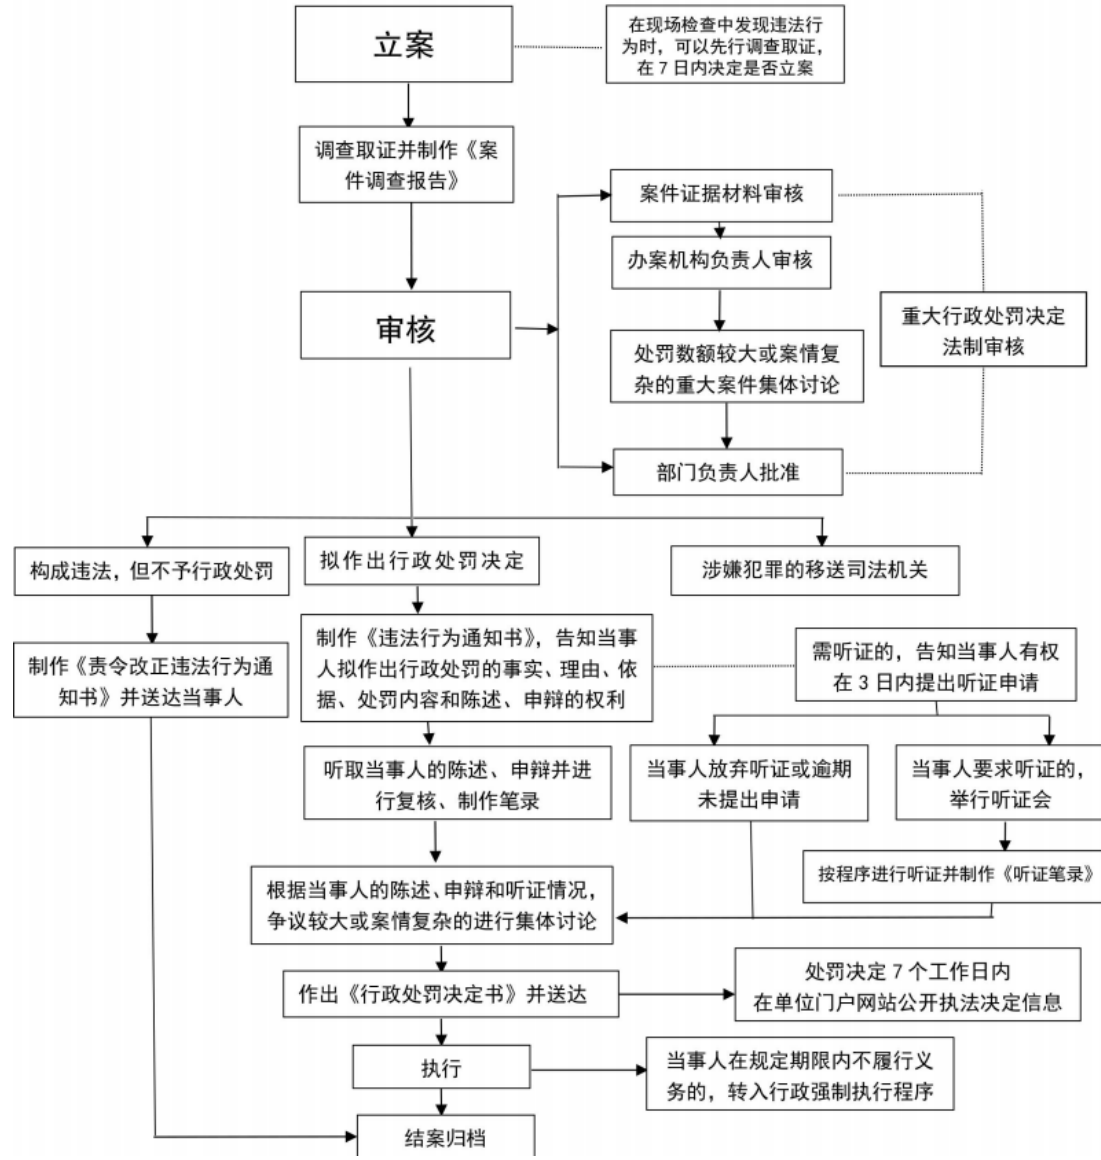 立案
在现场检查中发现违法行
为时，可以先行调查取证，
在 7 日内决定是否立案
调查取证并制作《案
件调查报告》
案件证据材料审核
办案机构负责人审核
审核
重大行政处罚决定
法制审核
处罚数额较大或案情复
杂的重大案件集体讨论
部门负责人批准
构成违法，但不予行政处罚
拟作出行政处罚决定
涉嫌犯罪的移送司法机关
制作《责令改正违法行为通
知书》并送达当事人
制作《违法行为通知书》，告知当事
人拟作出行政处罚的事实、理由、依
据、处罚内容和陈述、申辩的权利
需听证的，告知当事人有权
在 3 日内提出听证申请
听取当事人的陈述、申辩并进
行复核、制作笔录
当事人放弃听证或逾期
未提出申请
当事人要求听证的，
举行听证会
按程序进行听证并制作《听证笔录》
根据当事人的陈述、申辩和听证情况，
争议较大或案情复杂的进行集体讨论
作出《行政处罚决定书》并送达
处罚决定 7 个工作日内
在单位门户网站公开执法决定信息
执行
当事人在规定期限内不履行义
务的，转入行政强制执行程序
结案归档